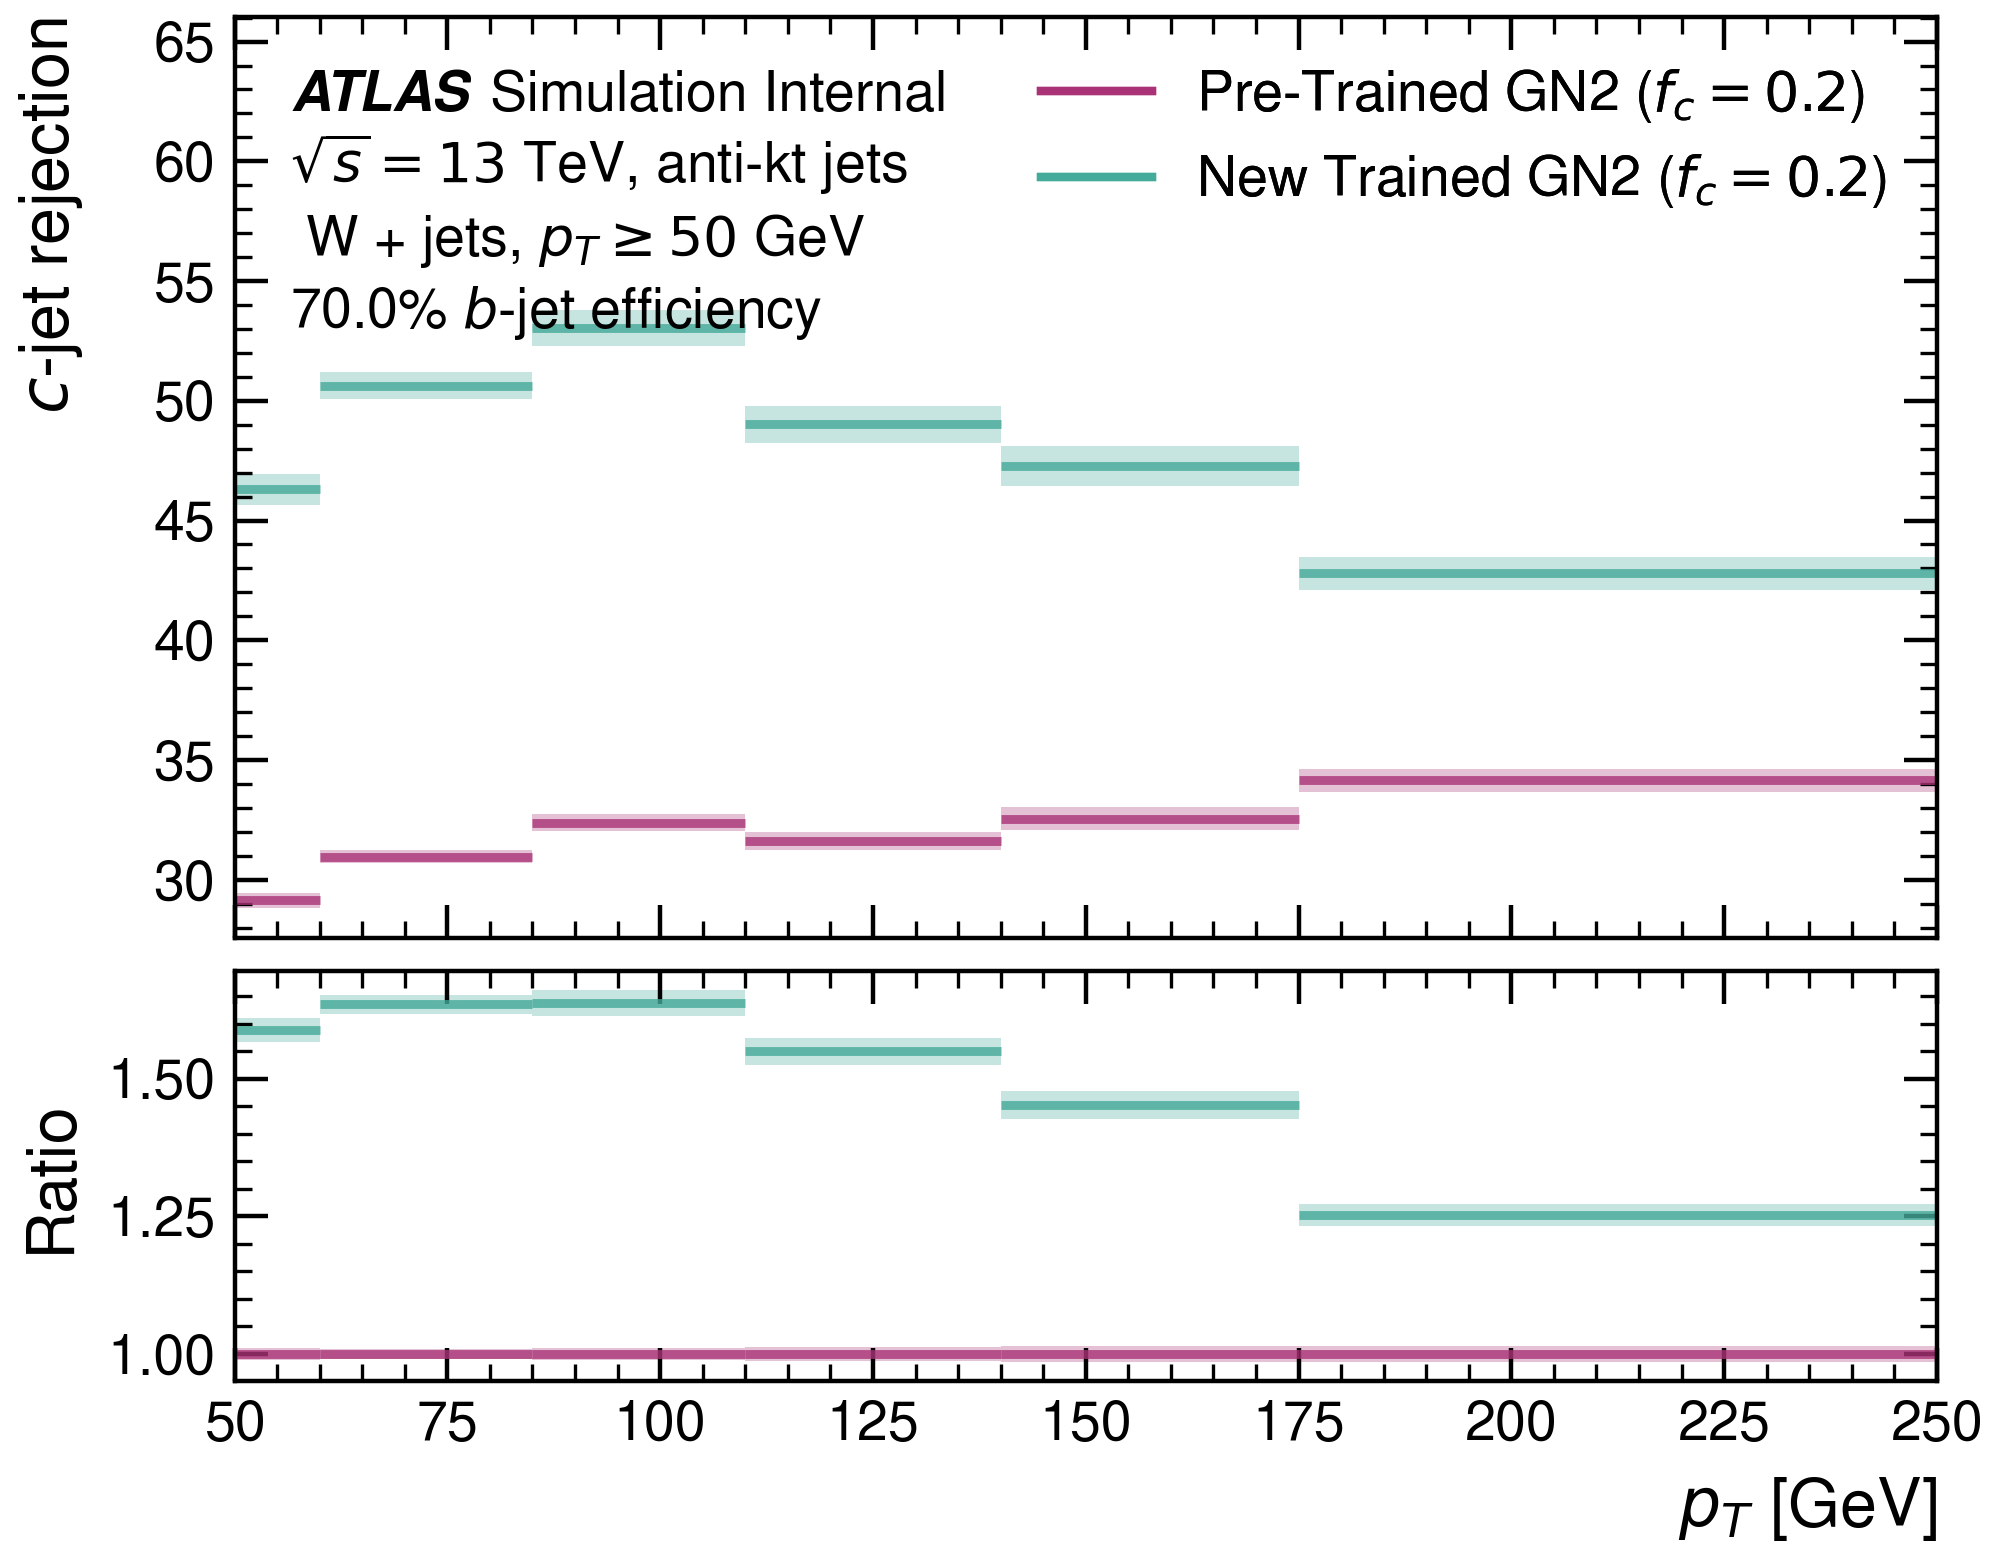 c-jet rejection
65
60
55
50
45
40
35
30
ATLAS Simulation Internal
√s = 13 TeV, anti-kt jets
W + jets, p_T ≥ 50 GeV
70.0% b-jet efficiency
Pre-Trained GN2 (f_c = 0.2)
New Trained GN2 (f_c = 0.2)
Ratio
1.50
1.25
1.00
50 75 100 125 150 175 200 225 250
p_T [GeV]